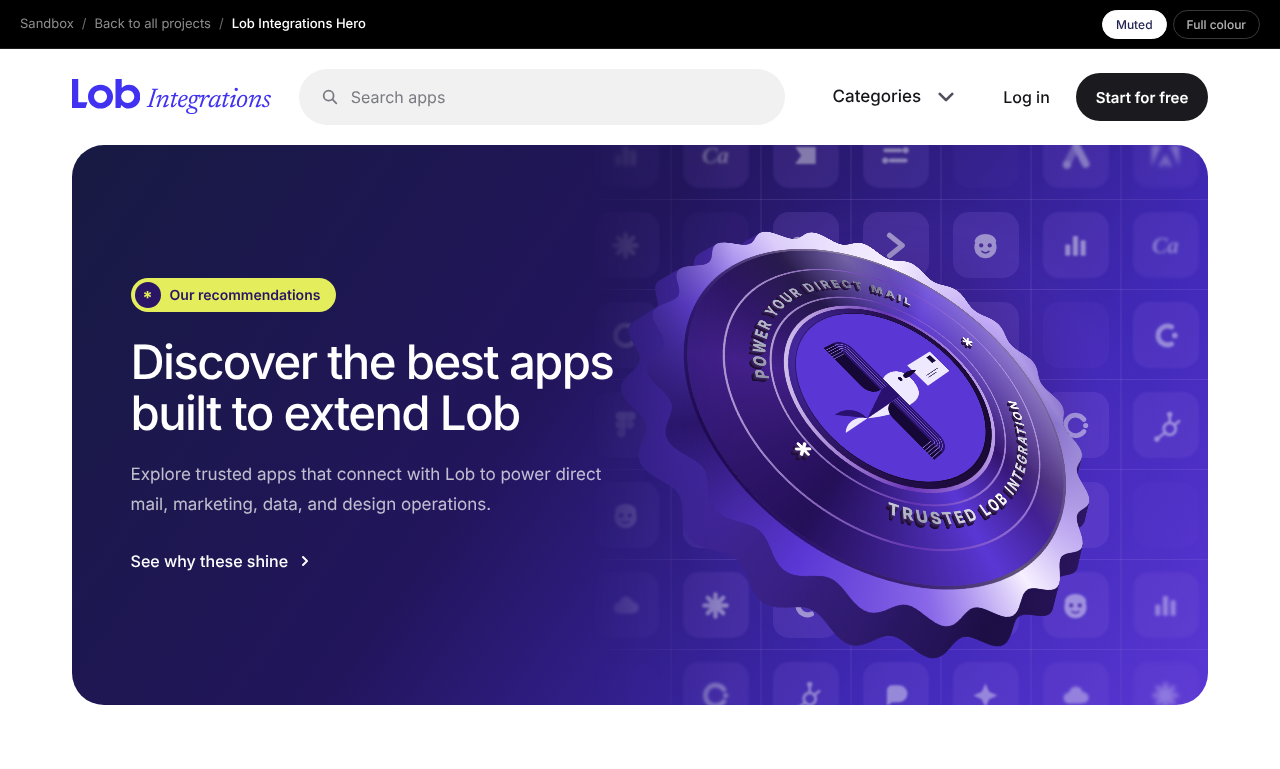 Sandbox / Back to all projects / Lob Integrations Hero
Muted
Full colour
Lob Integrations
Search apps
Categories
Log in
Start for free
* Our recommendations
Discover the best apps
built to extend Lob
Explore trusted apps that connect with Lob to power direct
mail, marketing, data, and design operations.
See why these shine
POWER YOUR DIRECT MAIL
*
TRUSTED LOB INTEGRATION
*
Ca
Ca